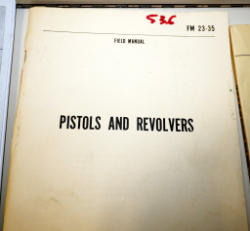 536
FM 23-35
FIELD MANUAL
PISTOLS AND REVOLVERS